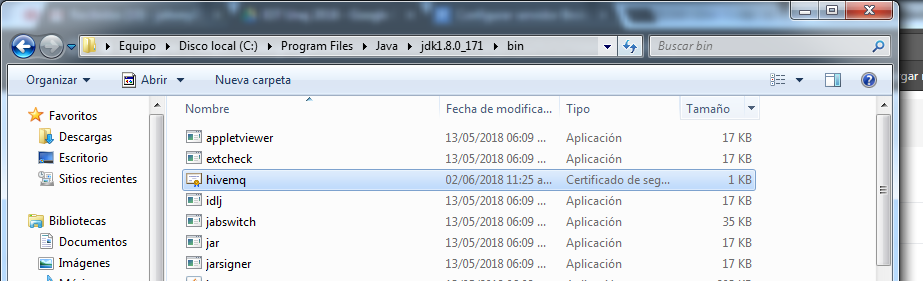 Equipo ▸ Disco local (C:) ▸ Program Files ▸ Java ▸ jdk1.8.0_171 ▸ bin
Buscar bin
Organizar Abrir Nueva carpeta
Favoritos
Descargas
Escritorio
Sitios recientes
Bibliotecas
Documentos
Imágenes
Nombre Fecha de modifica... Tipo Tamaño
appletviewer 13/05/2018 06:09 ... Aplicación 17 KB
extcheck 13/05/2018 06:09 ... Aplicación 17 KB
hivemq 02/06/2018 11:25 a... Certificado de seg... 1 KB
idlj 13/05/2018 06:09 ... Aplicación 17 KB
jabswitch 13/05/2018 06:09 ... Aplicación 35 KB
jar 13/05/2018 06:09 ... Aplicación 17 KB
jarsigner 13/05/2018 06:09 ... Aplicación 17 KB